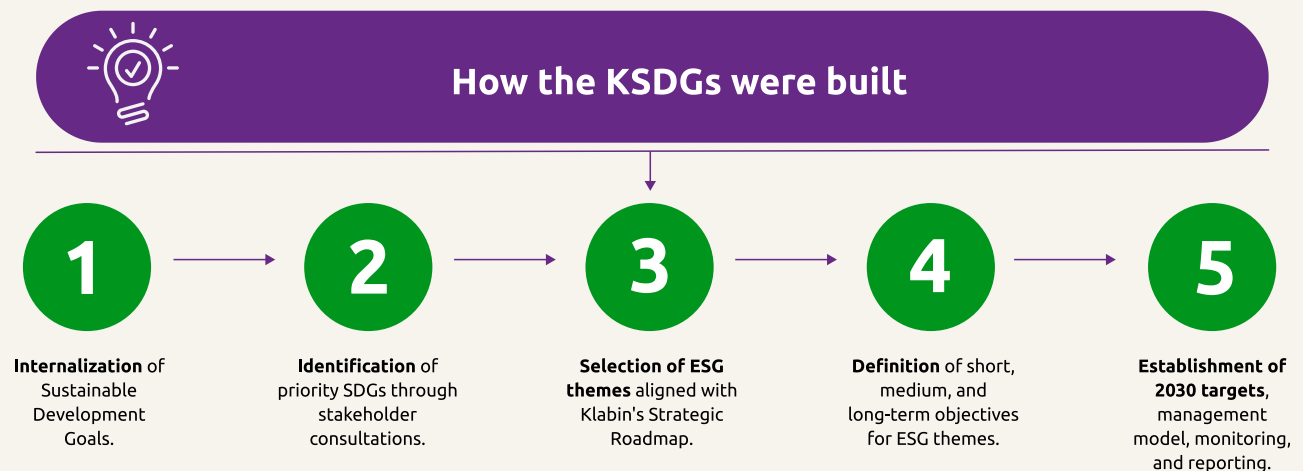 How the KSDGs were built
1
Internalization of
Sustainable
Development
Goals.
2
Identification of
priority SDGs through
stakeholder
consultations.
3
Selection of ESG
themes aligned with
Klabin's Strategic
Roadmap.
4
Definition of short,
medium, and
long-term objectives
for ESG themes.
5
Establishment of
2030 targets,
management
model, monitoring,
and reporting.